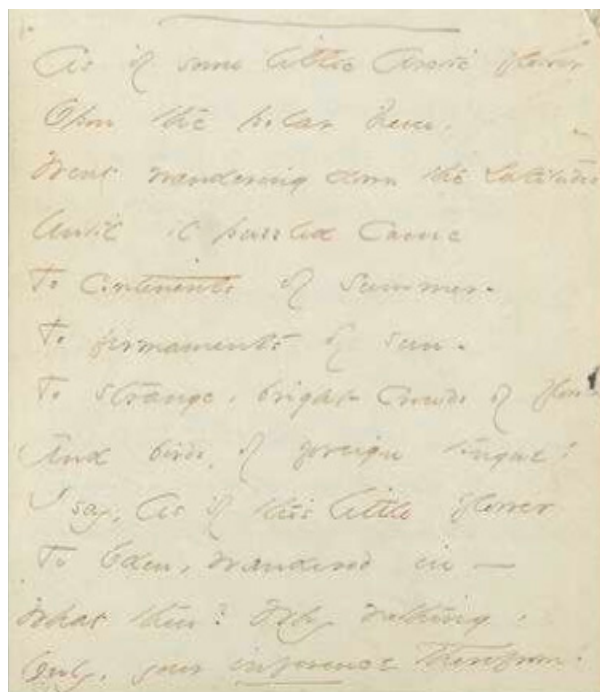 As if some little Arctic flower
Opon the polar hem -
Went wandering down the Latitudes
Until it puzzled came
To Continents of summer -
To firmaments of sun -
To strange, bright crowds of flowers -
And birds, of foreign tongue!
I say, As if this little flower
To Eden, wandered in —
What then? Why nothing,
Only, your inference therefrom!